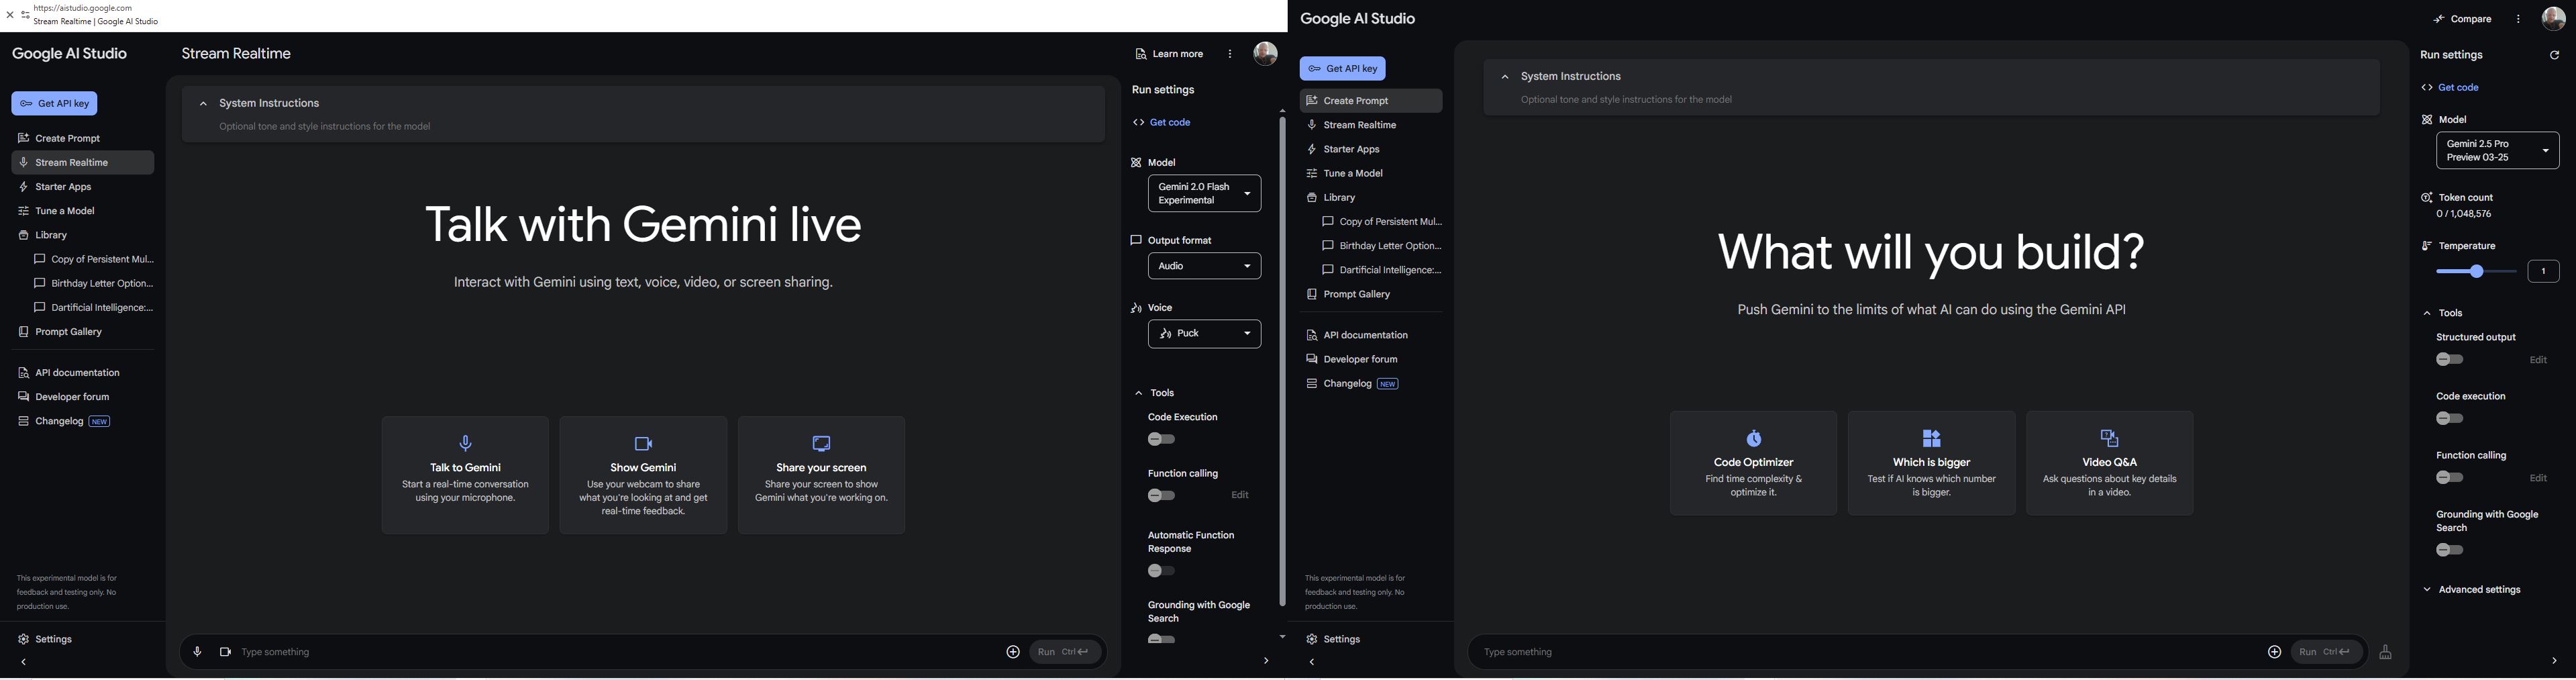 https://aistudio.google.com
Stream Realtime | Google AI Studio
Google AI Studio
Get API key
Create Prompt
Stream Realtime
Starter Apps
Tune a Model
Library
Copy of Persistent Mul...
Birthday Letter Option...
Dartificial Intelligence:...
Prompt Gallery
API documentation
Developer forum
Changelog NEW
This experimental model is for
feedback and testing only. No
production use.
Settings
Stream Realtime
Learn more
System Instructions
Optional tone and style instructions for the model
Talk with Gemini live
Interact with Gemini using text, voice, video, or screen sharing.
Talk to Gemini
Start a real-time conversation
using your microphone.
Show Gemini
Use your webcam to share
what you're looking at and get
real-time feedback.
Share your screen
Share your screen to show
Gemini what you're working on.
Type something
Run Ctrl
Run settings
Get code
Model
Gemini 2.0 Flash
Experimental
Output format
Audio
Voice
Puck
Tools
Code Execution
Function calling
Edit
Automatic Function
Response
Grounding with Google
Search
Google AI Studio
Compare
Get API key
Create Prompt
Stream Realtime
Starter Apps
Tune a Model
Library
Copy of Persistent Mul...
Birthday Letter Option...
Dartificial Intelligence:...
Prompt Gallery
API documentation
Developer forum
Changelog NEW
This experimental model is for
feedback and testing only. No
production use.
Settings
System Instructions
Optional tone and style instructions for the model
What will you build?
Push Gemini to the limits of what AI can do using the Gemini API
Code Optimizer
Find time complexity &
optimize it.
Which is bigger
Test if AI knows which number
is bigger.
Video Q&A
Ask questions about key details
in a video.
Type something
Run Ctrl
Run settings
Get code
Model
Gemini 2.5 Pro
Preview 03-25
Token count
0 / 1,048,576
Temperature
1
Tools
Structured output
Edit
Code execution
Function calling
Edit
Grounding with Google
Search
Advanced settings